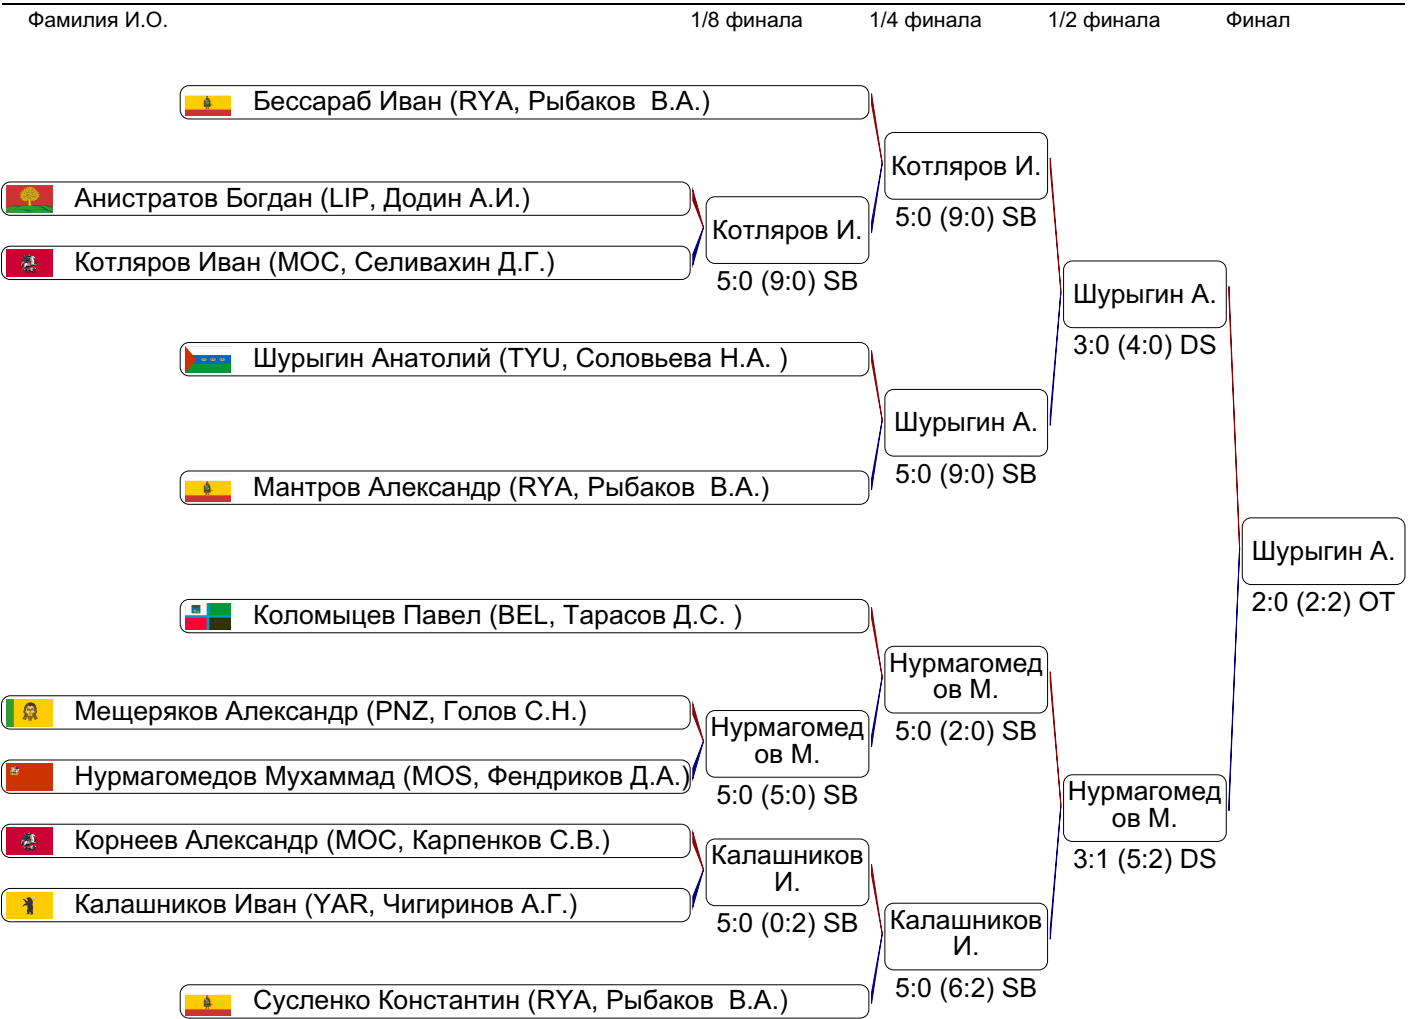 Фамилия И.О. 1/8 финала 1/4 финала 1/2 финала Финал
Бессараб Иван (RYA, Рыбаков  В.А.)
Котляров И.
5:0 (9:0) SB
Анистратов Богдан (LIP, Додин А.И.)
Котляров И.
5:0 (9:0) SB
Котляров Иван (МОС, Селивахин Д.Г.)
Шурыгин А.
3:0 (4:0) DS
Шурыгин Анатолий (TYU, Соловьева Н.А. )
Шурыгин А.
5:0 (9:0) SB
Мантров Александр (RYA, Рыбаков  В.А.)
Шурыгин А.
2:0 (2:2) ОТ
Коломыцев Павел (BEL, Тарасов Д.С. )
Нурмагомед
ов М.
5:0 (2:0) SB
Мещеряков Александр (PNZ, Голов С.Н.)
Нурмагомед
ов М.
5:0 (5:0) SB
Нурмагомедов Мухаммад (MOS, Фендриков Д.А.)
Нурмагомед
ов М.
3:1 (5:2) DS
Корнеев Александр (МОС, Карпенков С.В.)
Калашников
И.
5:0 (0:2) SB
Калашников Иван (YAR, Чигиринов А.Г.)
Калашников
И.
5:0 (6:2) SB
Сусленко Константин (RYA, Рыбаков  В.А.)